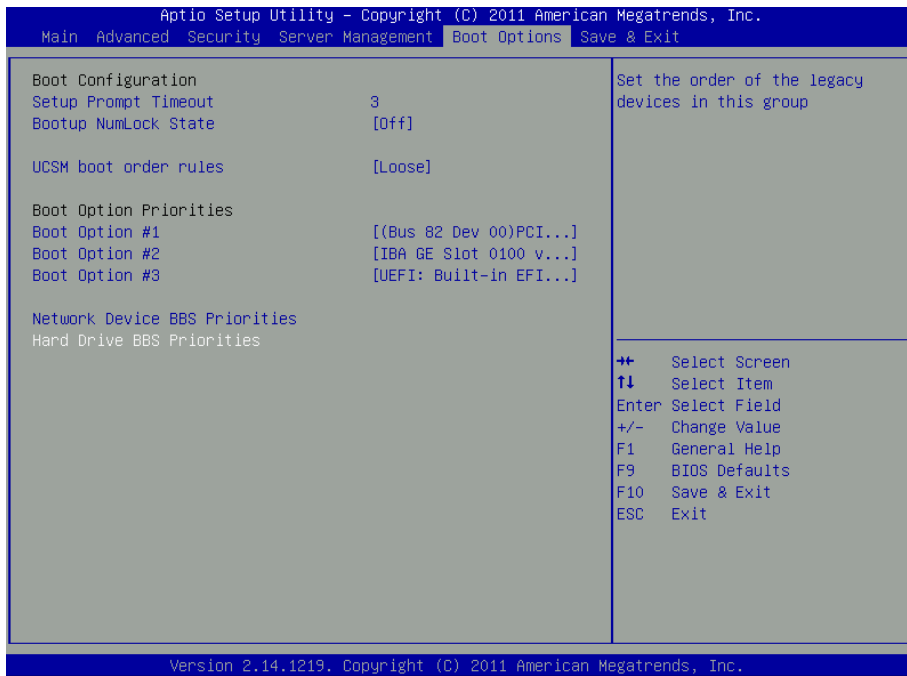 Aptio Setup Utility – Copyright (C) 2011 American Megatrends, Inc.
Main Advanced Security Server Management Boot Options Save & Exit
Boot Configuration
Setup Prompt Timeout 3
Bootup NumLock State [Off]
UCSM boot order rules [Loose]
Boot Option Priorities
Boot Option #1 [(Bus 82 Dev 00)PCI...]
Boot Option #2 [IBA GE Slot 0100 v...]
Boot Option #3 [UEFI: Built-in EFI...]
Network Device BBS Priorities
Hard Drive BBS Priorities
Set the order of the legacy
devices in this group
→← Select Screen
↑↓ Select Item
Enter Select Field
+/- Change Value
F1 General Help
F9 BIOS Defaults
F10 Save & Exit
ESC Exit
Version 2.14.1219. Copyright (C) 2011 American Megatrends, Inc.